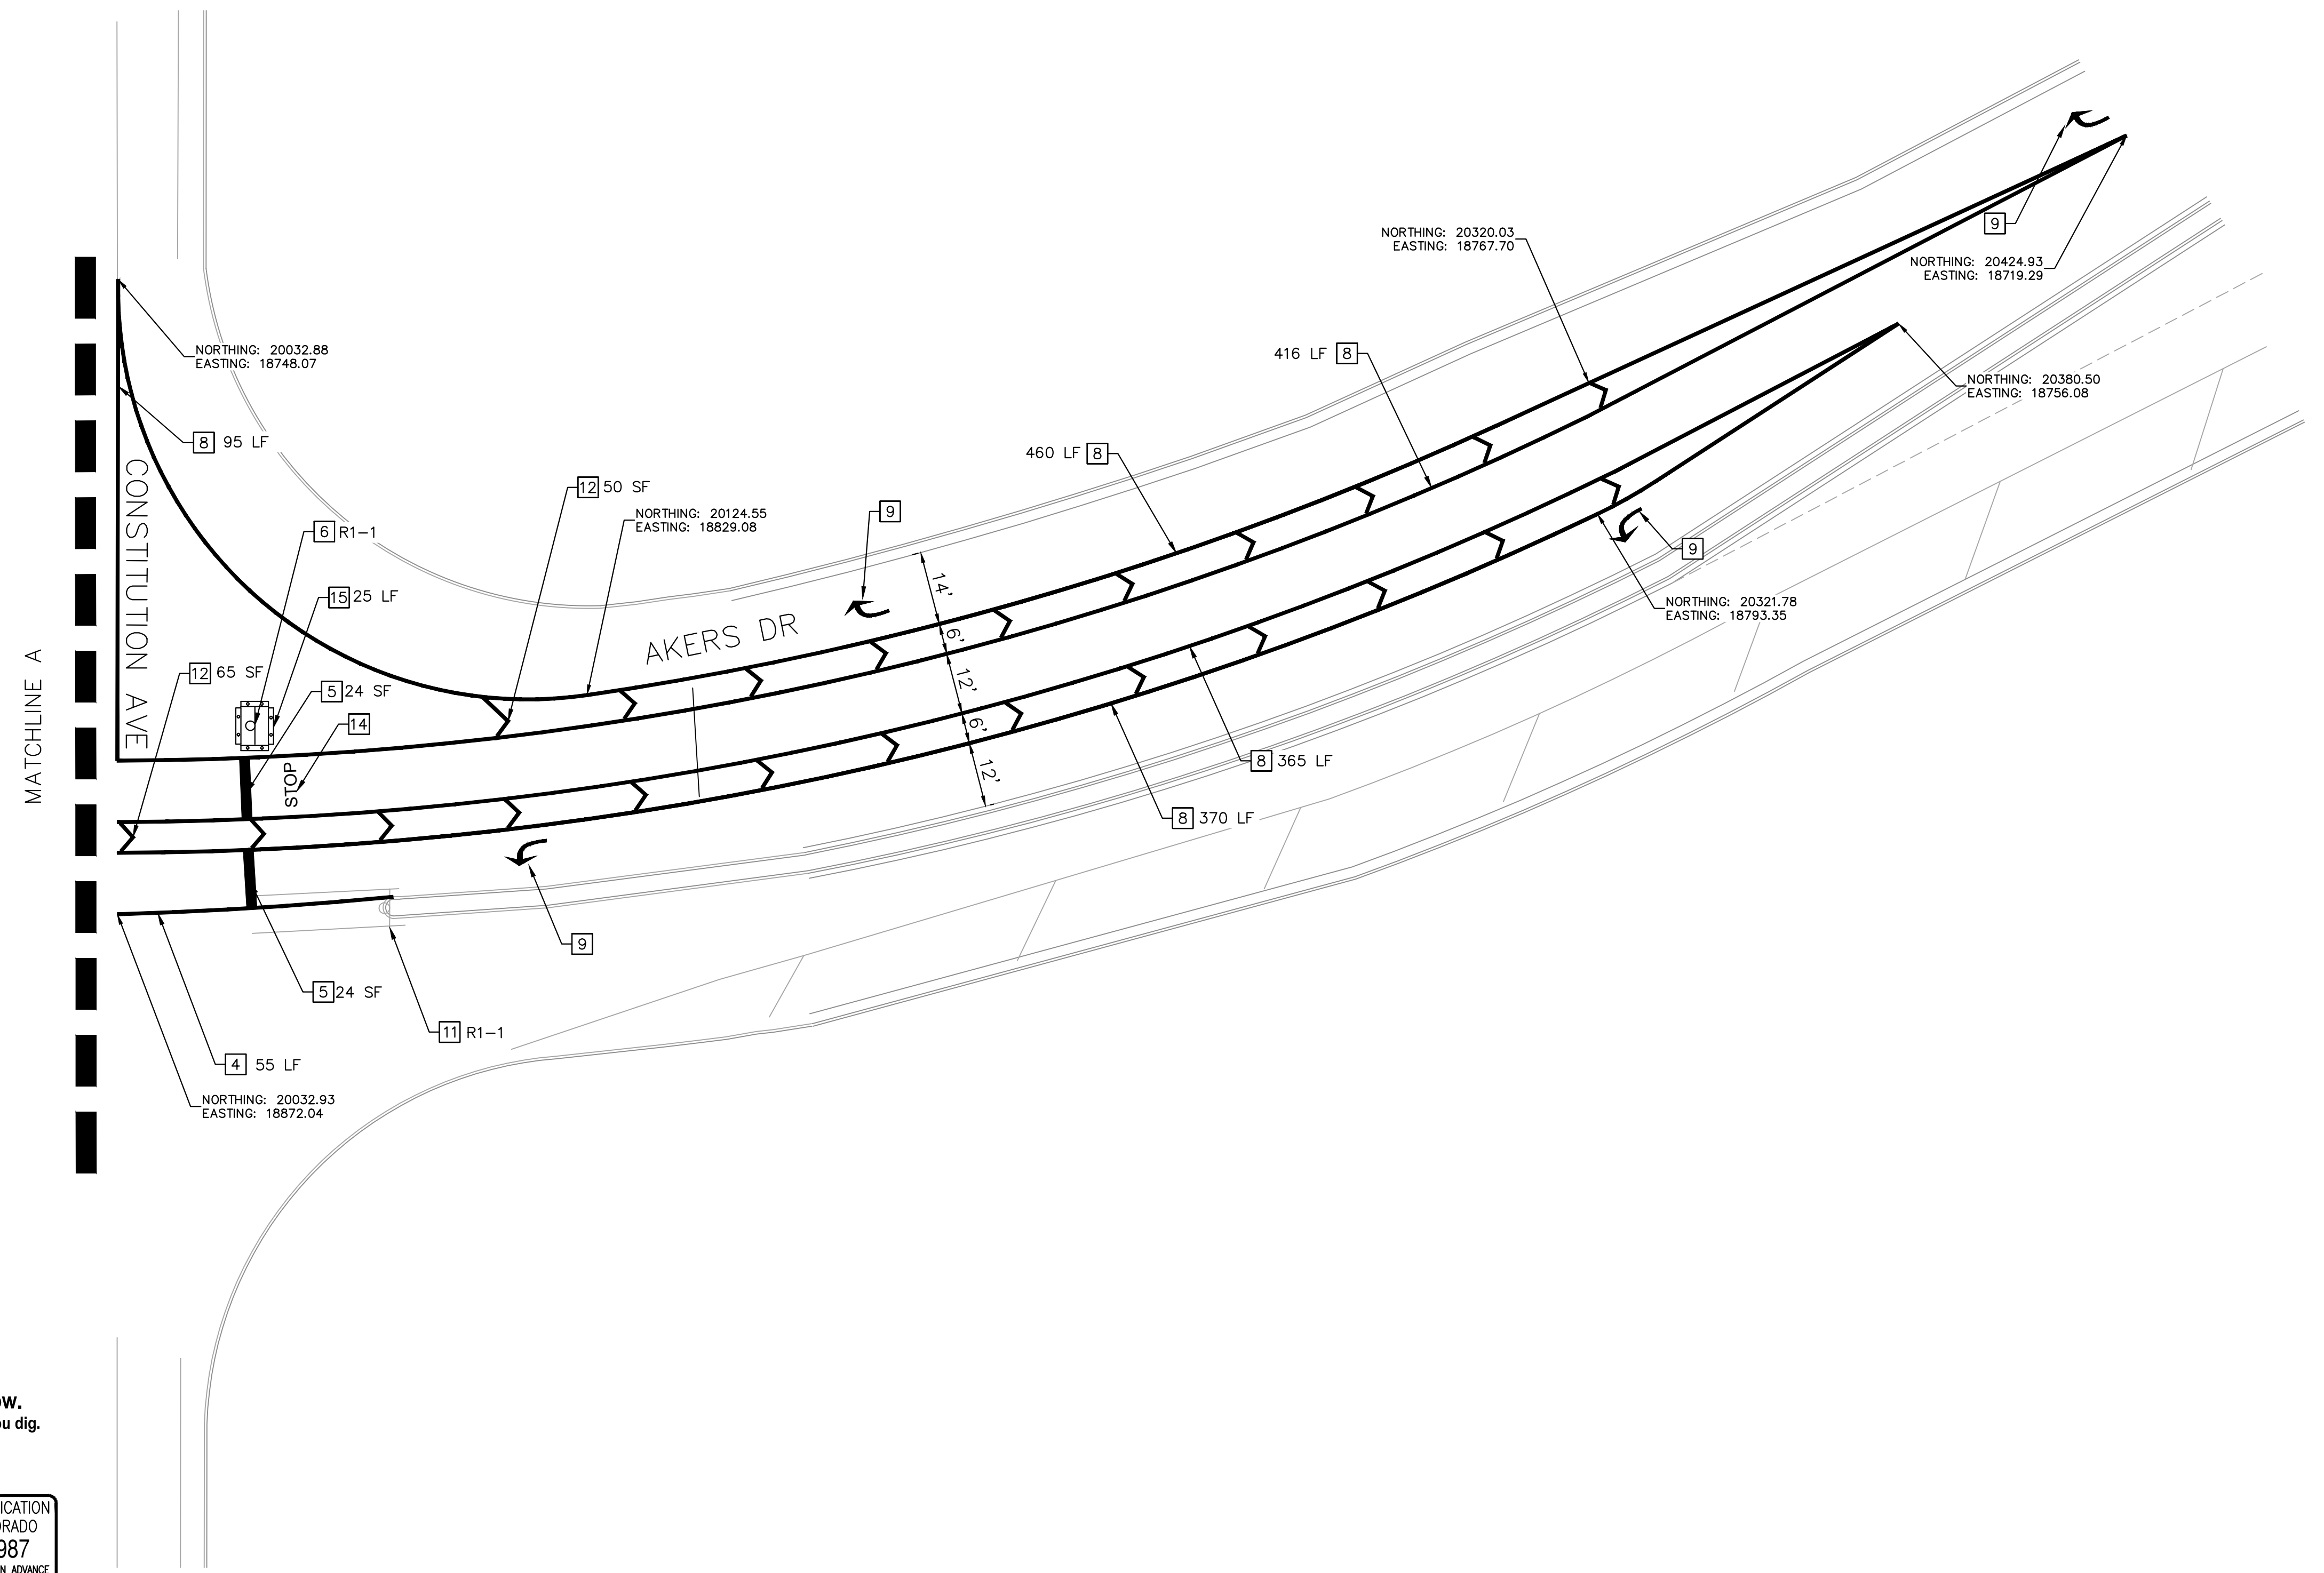 NORTHING: 20320.03
EASTING: 18767.70
9
NORTHING: 20424.93
EASTING: 18719.29
NORTHING: 20032.88
EASTING: 18748.07
416 LF 8
NORTHING: 20380.50
EASTING: 18756.08
8 95 LF
460 LF 8
CONSTITUTION AVE
12 50 SF
NORTHING: 20124.55
EASTING: 18829.08
9
6 R1-1
9
14'
15 25 LF
NORTHING: 20321.78
EASTING: 18793.35
AKERS DR
6'
MATCHLINE A
12 65 SF
5 24 SF
12'
14
6'
STOP
12'
8 365 LF
8 370 LF
9
5 24 SF
11 R1-1
4 55 LF
NORTHING: 20032.93
EASTING: 18872.04
ow.
ou dig.
ICATION
ORADO
987
N ADVANCE